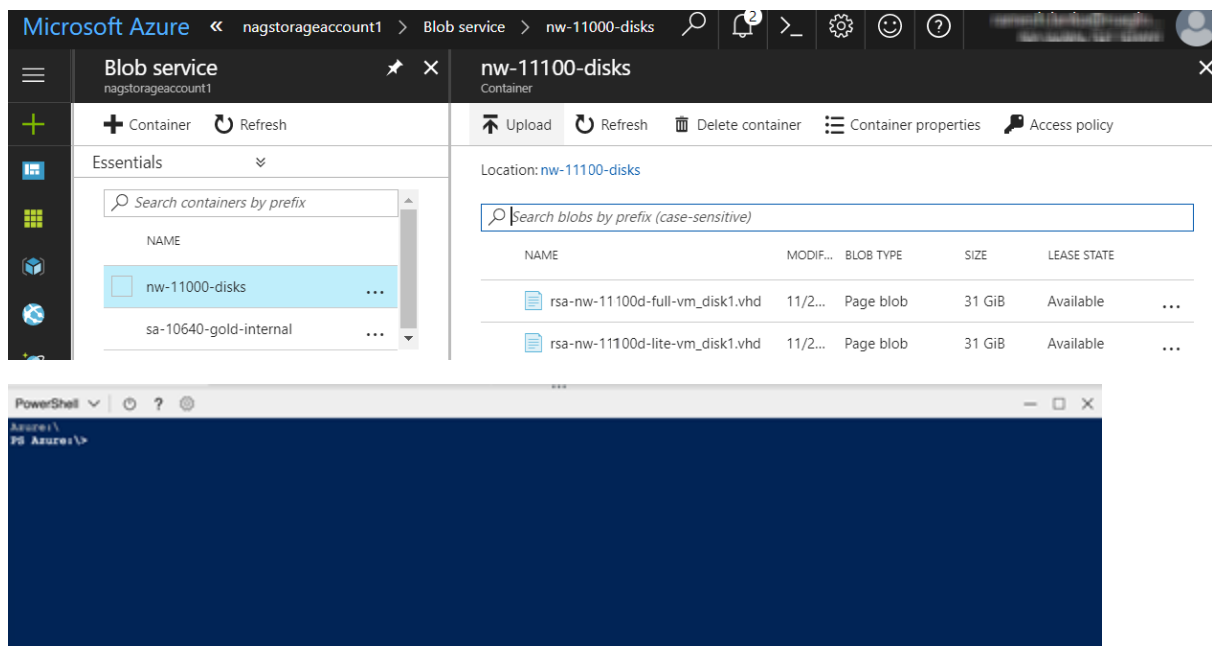 Microsoft Azure « nagstorageaccount1 > Blob service > nw-11000-disks 2 >_ ?
Blob service
nagstorageaccount1
nw-11100-disks
Container
Container Refresh
Upload Refresh Delete container Container properties Access policy
Essentials
Location: nw-11100-disks
Search containers by prefix
Search blobs by prefix (case-sensitive)
NAME
NAME MODIF... BLOB TYPE SIZE LEASE STATE
nw-11000-disks ...
rsa-nw-11100d-full-vm_disk1.vhd 11/2... Page blob 31 GiB Available ...
sa-10640-gold-internal ...
rsa-nw-11100d-lite-vm_disk1.vhd 11/2... Page blob 31 GiB Available ...
PowerShell ?
Azure:\
PS Azure:\>